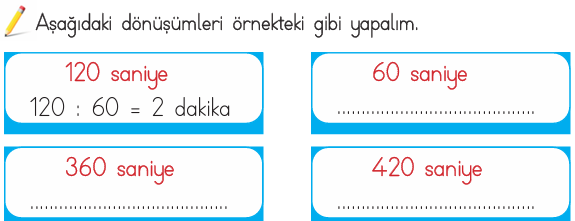 Aşağıdaki dönüşümleri örnekteki gibi yapalım.
120 saniye
120 : 60 = 2 dakika
60 saniye
......................................
360 saniye
......................................
420 saniye
......................................